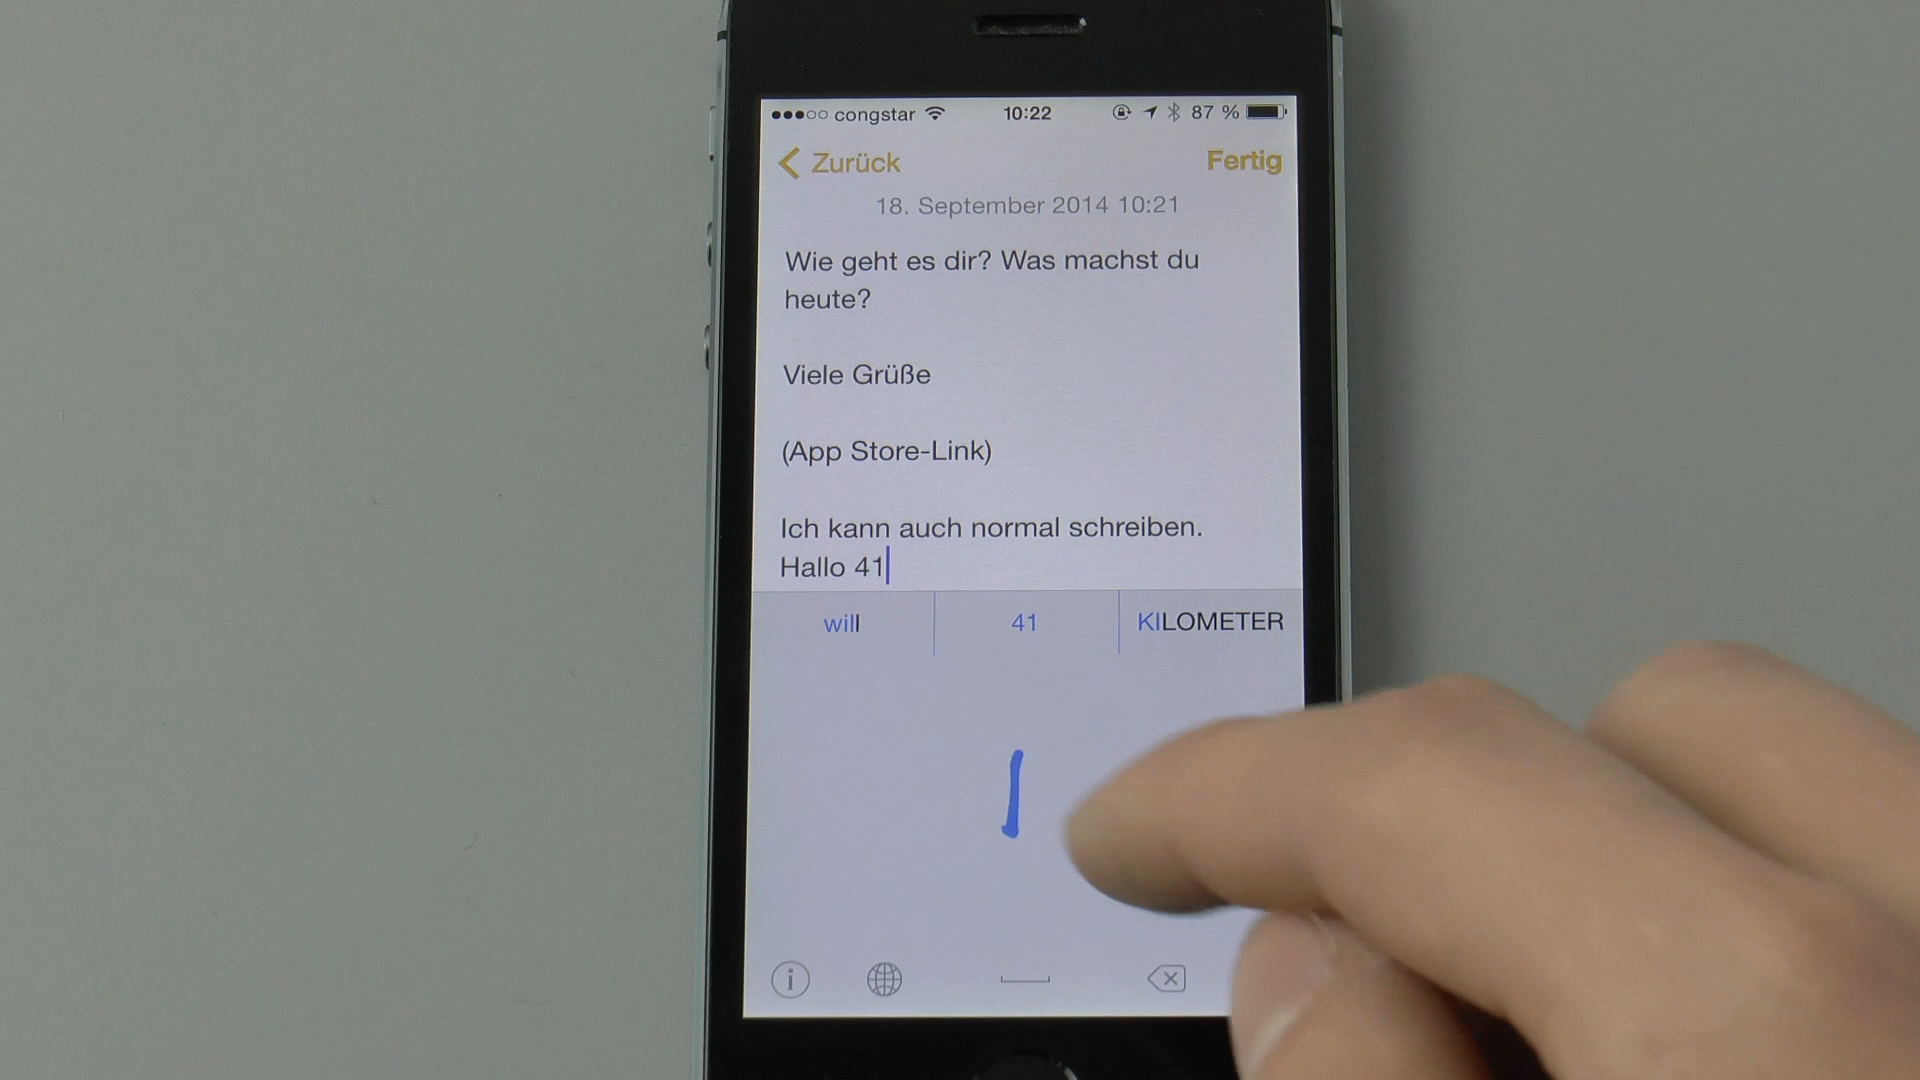 congstar 10:22 87 %
Zurück Fertig
18. September 2014 10:21
Wie geht es dir? Was machst du
heute?
Viele Grüße
(App Store-Link)
Ich kann auch normal schreiben.
Hallo 41
will 41 KILOMETER